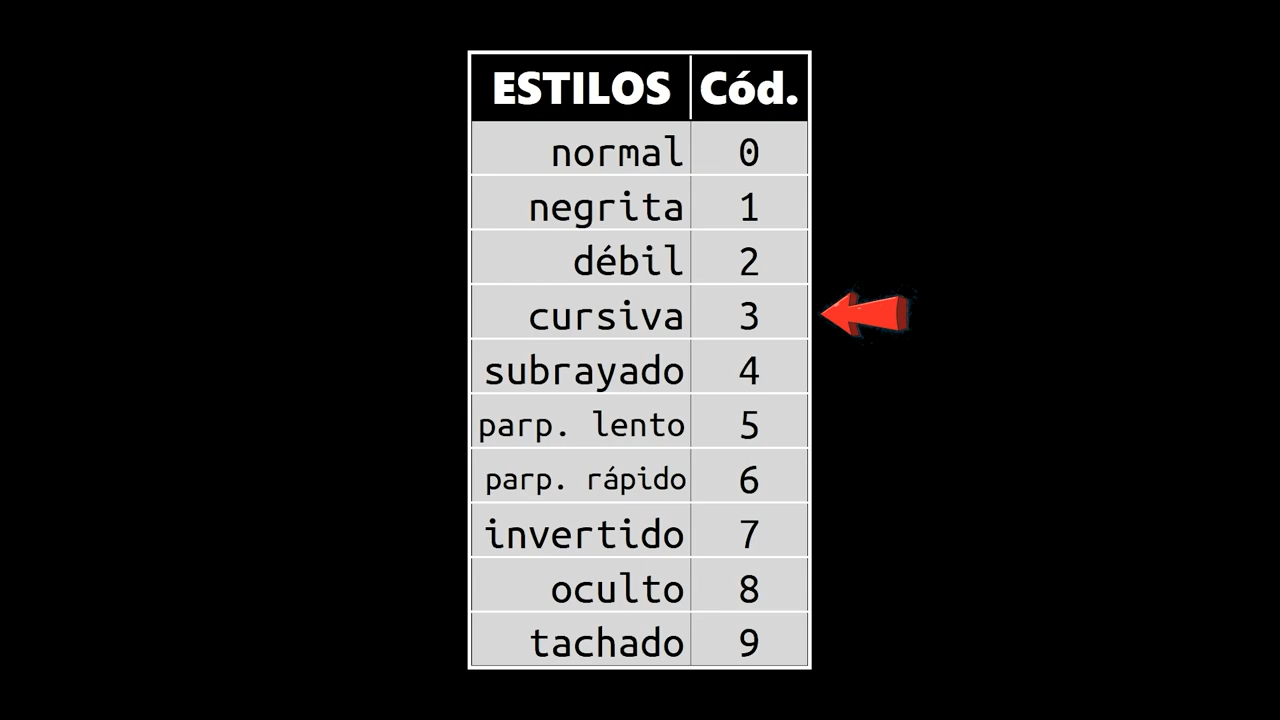 ESTILOS Cód.
normal 0
negrita 1
débil 2
cursiva 3
subrayado 4
parp. lento 5
parp. rápido 6
invertido 7
oculto 8
tachado 9